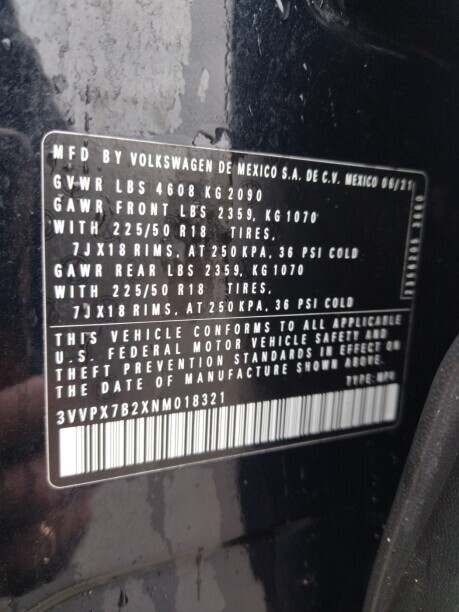 MFD BY VOLKSWAGEN DE MEXICO S.A. DE C.V. MEXICO 06/21
GVWR LBS 4608 KG 2090
GAWR FRONT LBS 2359, KG 1070
WITH 225/50 R18 TIRES,
7JX18 RIMS, AT 250 KPA, 36 PSI COLD
GAWR REAR LBS 2359, KG 1070
WITH 225/50 R18 TIRES,
7JX18 RIMS, AT 250 KPA, 36 PSI COLD
THIS VEHICLE CONFORMS TO ALL APPLICABLE
U.S. FEDERAL MOTOR VEHICLE SAFETY AND
THEFT PREVENTION STANDARDS IN EFFECT ON
THE DATE OF MANUFACTURE SHOWN ABOVE.
TYPE: MPV
3VVPX7B2XNM018321